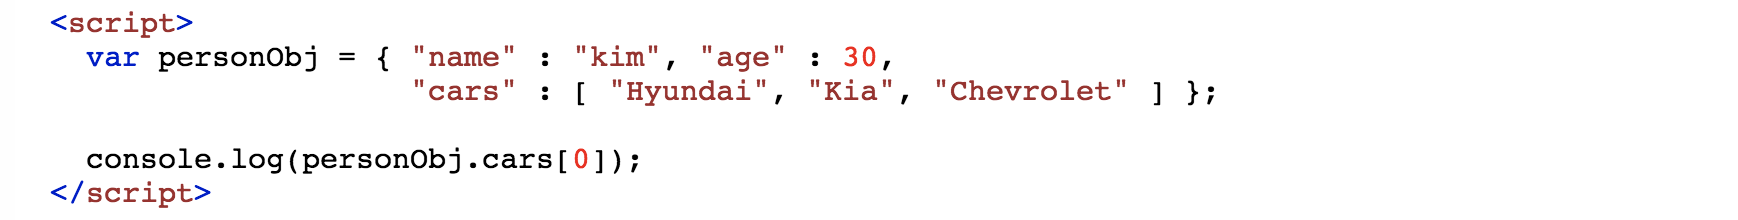 <script>
var personObj = { "name" : "kim", "age" : 30,
"cars" : [ "Hyundai", "Kia", "Chevrolet" ] };
console.log(personObj.cars[0]);
</script>